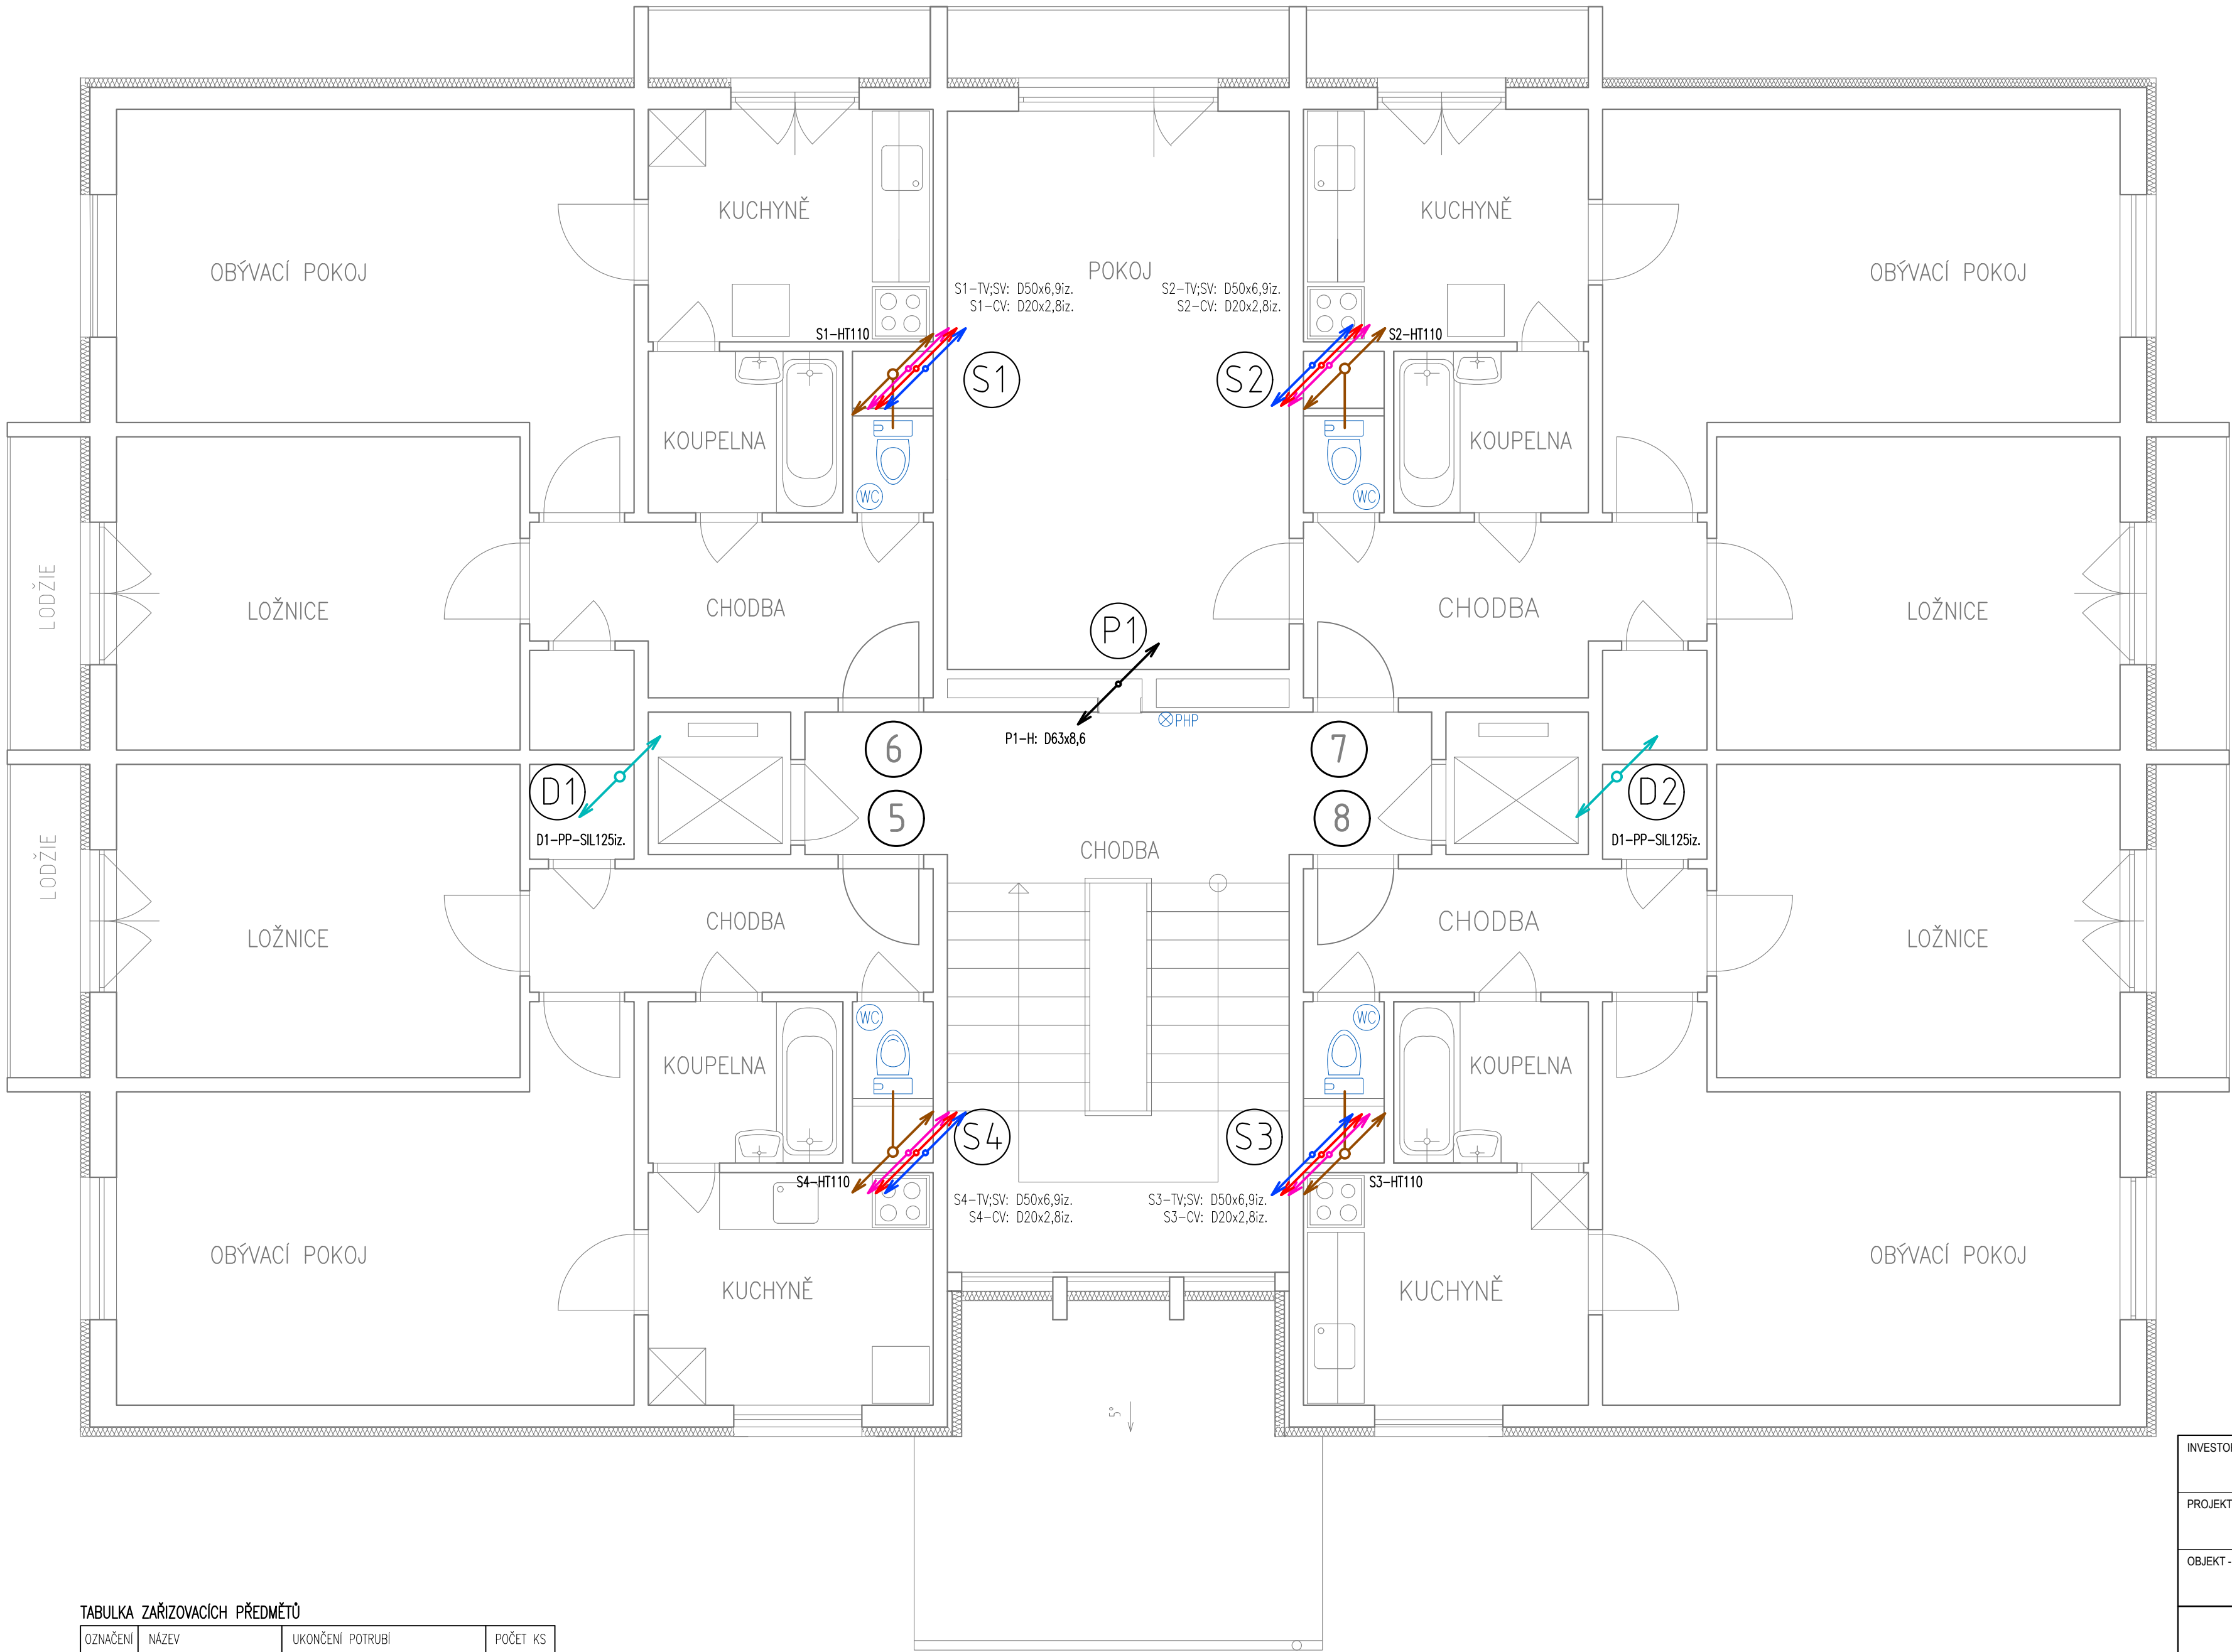 KUCHYNĚ
KUCHYNĚ
OBÝVACÍ POKOJ
POKOJ
OBÝVACÍ POKOJ
S1-TV;SV: D50x6,9iz.
S1-CV: D20x2,8iz.
S2-TV;SV: D50x6,9iz.
S2-CV: D20x2,8iz.
S1-HT110
S2-HT110
S1
S2
KOUPELNA
KOUPELNA
WC
WC
LODŽIE
LOŽNICE
CHODBA
CHODBA
LOŽNICE
P1
PHP
P1-H: D63x8,6
6
7
D1
D2
5
8
D1-PP-SIL125iz.
D1-PP-SIL125iz.
LODŽIE
CHODBA
LOŽNICE
CHODBA
CHODBA
LOŽNICE
WC
WC
KOUPELNA
KOUPELNA
S4
S3
S4-HT110
S3-HT110
S4-TV;SV: D50x6,9iz.
S4-CV: D20x2,8iz.
S3-TV;SV: D50x6,9iz.
S3-CV: D20x2,8iz.
OBÝVACÍ POKOJ
OBÝVACÍ POKOJ
KUCHYNĚ
KUCHYNĚ
5°
INVESTO
PROJEKT
OBJEKT -
TABULKA ZAŘIZOVACÍCH PŘEDMĚTŮ
OZNAČENÍ NÁZEV UKONČENÍ POTRUBÍ POČET KS